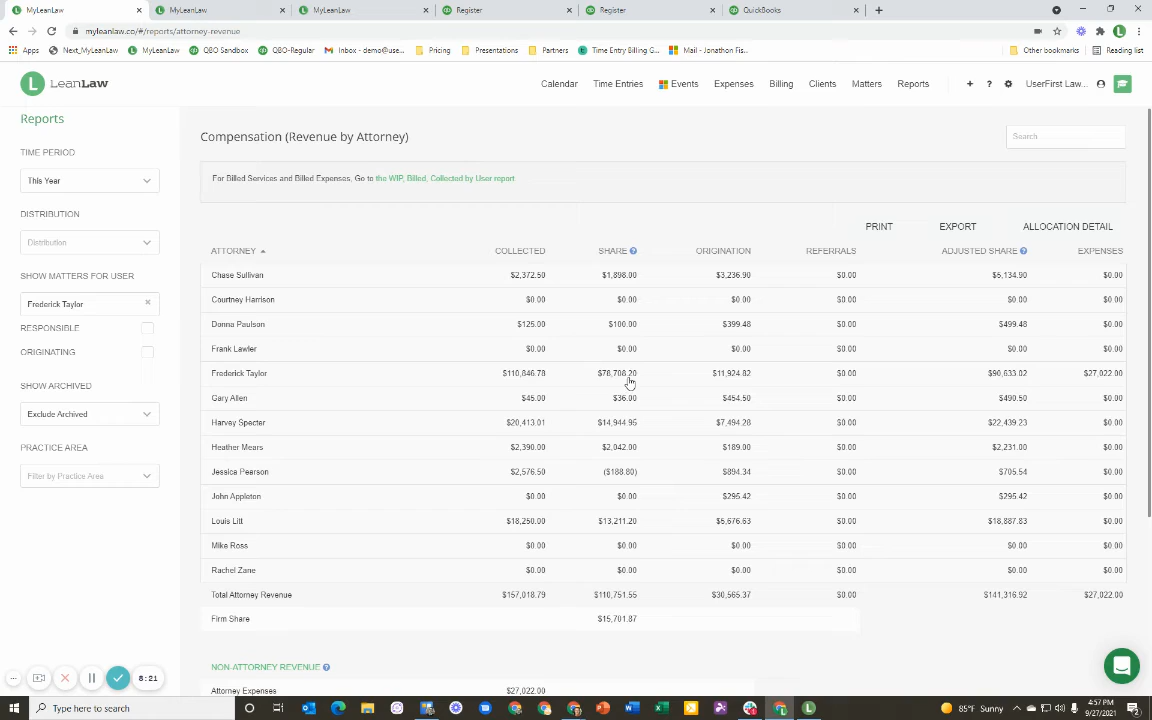 MyLeanLaw
MyLeanLaw
MyLeanLaw
Register
Register
QuickBooks
myleanlaw.co/#/reports/attorney-revenue
Apps
Next_MyLeanLaw
MyLeanLaw
QBO Sandbox
QBO-Regular
Inbox - demo@use...
Pricing
Presentations
Partners
Time Entry Billing G...
Mail - Jonathon Fis...
Other bookmarks
Reading list
LeanLaw
Calendar
Time Entries
Events
Expenses
Billing
Clients
Matters
Reports
UserFirst Law...
Reports
TIME PERIOD
This Year
DISTRIBUTION
Distribution
SHOW MATTERS FOR USER
Frederick Taylor
RESPONSIBLE
ORIGINATING
SHOW ARCHIVED
Exclude Archived
PRACTICE AREA
Filter by Practice Area
Compensation (Revenue by Attorney)
Search
For Billed Services and Billed Expenses, Go to the WIP, Billed, Collected by User report
PRINT EXPORT ALLOCATION DETAIL
ATTORNEY COLLECTED SHARE ORIGINATION REFERRALS ADJUSTED SHARE EXPENSES
Chase Sullivan $2,372.50 $1,898.00 $3,236.90 $0.00 $5,134.90 $0.00
Courtney Harrison $0.00 $0.00 $0.00 $0.00 $0.00 $0.00
Donna Paulson $125.00 $100.00 $399.48 $0.00 $499.48 $0.00
Frank Lawler $0.00 $0.00 $0.00 $0.00 $0.00 $0.00
Frederick Taylor $110,846.78 $78,708.20 $11,924.82 $0.00 $90,633.02 $27,022.00
Gary Allen $45.00 $36.00 $454.50 $0.00 $490.50 $0.00
Harvey Specter $20,413.01 $14,944.95 $7,494.28 $0.00 $22,439.23 $0.00
Heather Mears $2,390.00 $2,042.00 $189.00 $0.00 $2,231.00 $0.00
Jessica Pearson $2,576.50 ($188.80) $894.34 $0.00 $705.54 $0.00
John Appleton $0.00 $0.00 $295.42 $0.00 $295.42 $0.00
Louis Litt $18,250.00 $13,211.20 $5,676.63 $0.00 $18,887.83 $0.00
Mike Ross $0.00 $0.00 $0.00 $0.00 $0.00 $0.00
Rachel Zane $0.00 $0.00 $0.00 $0.00 $0.00 $0.00
Total Attorney Revenue $157,018.79 $110,751.55 $30,565.37 $0.00 $141,316.92 $27,022.00
Firm Share $15,701.87
NON-ATTORNEY REVENUE
Attorney Expenses $27,022.00
8:21
Type here to search
85°F Sunny
4:57 PM
9/27/2021